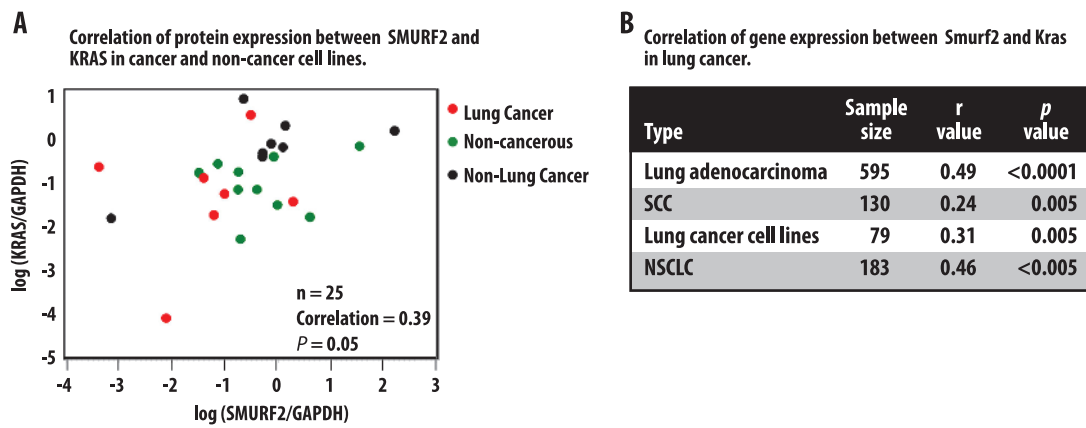 A
Correlation of protein expression between SMURF2 and
KRAS in cancer and non-cancer cell lines.
1
0
-1
-2
-3
-4
-5
log (KRAS/GAPDH)
n = 25
Correlation = 0.39
P = 0.05
-4 -3 -2 -1 0 1 2 3
log (SMURF2/GAPDH)
Lung Cancer
Non-cancerous
Non-Lung Cancer
B
Correlation of gene expression between Smurf2 and Kras
in lung cancer.
Type Sample size r value p value
Lung adenocarcinoma 595 0.49 <0.0001
SCC 130 0.24 0.005
Lung cancer cell lines 79 0.31 0.005
NSCLC 183 0.46 <0.005